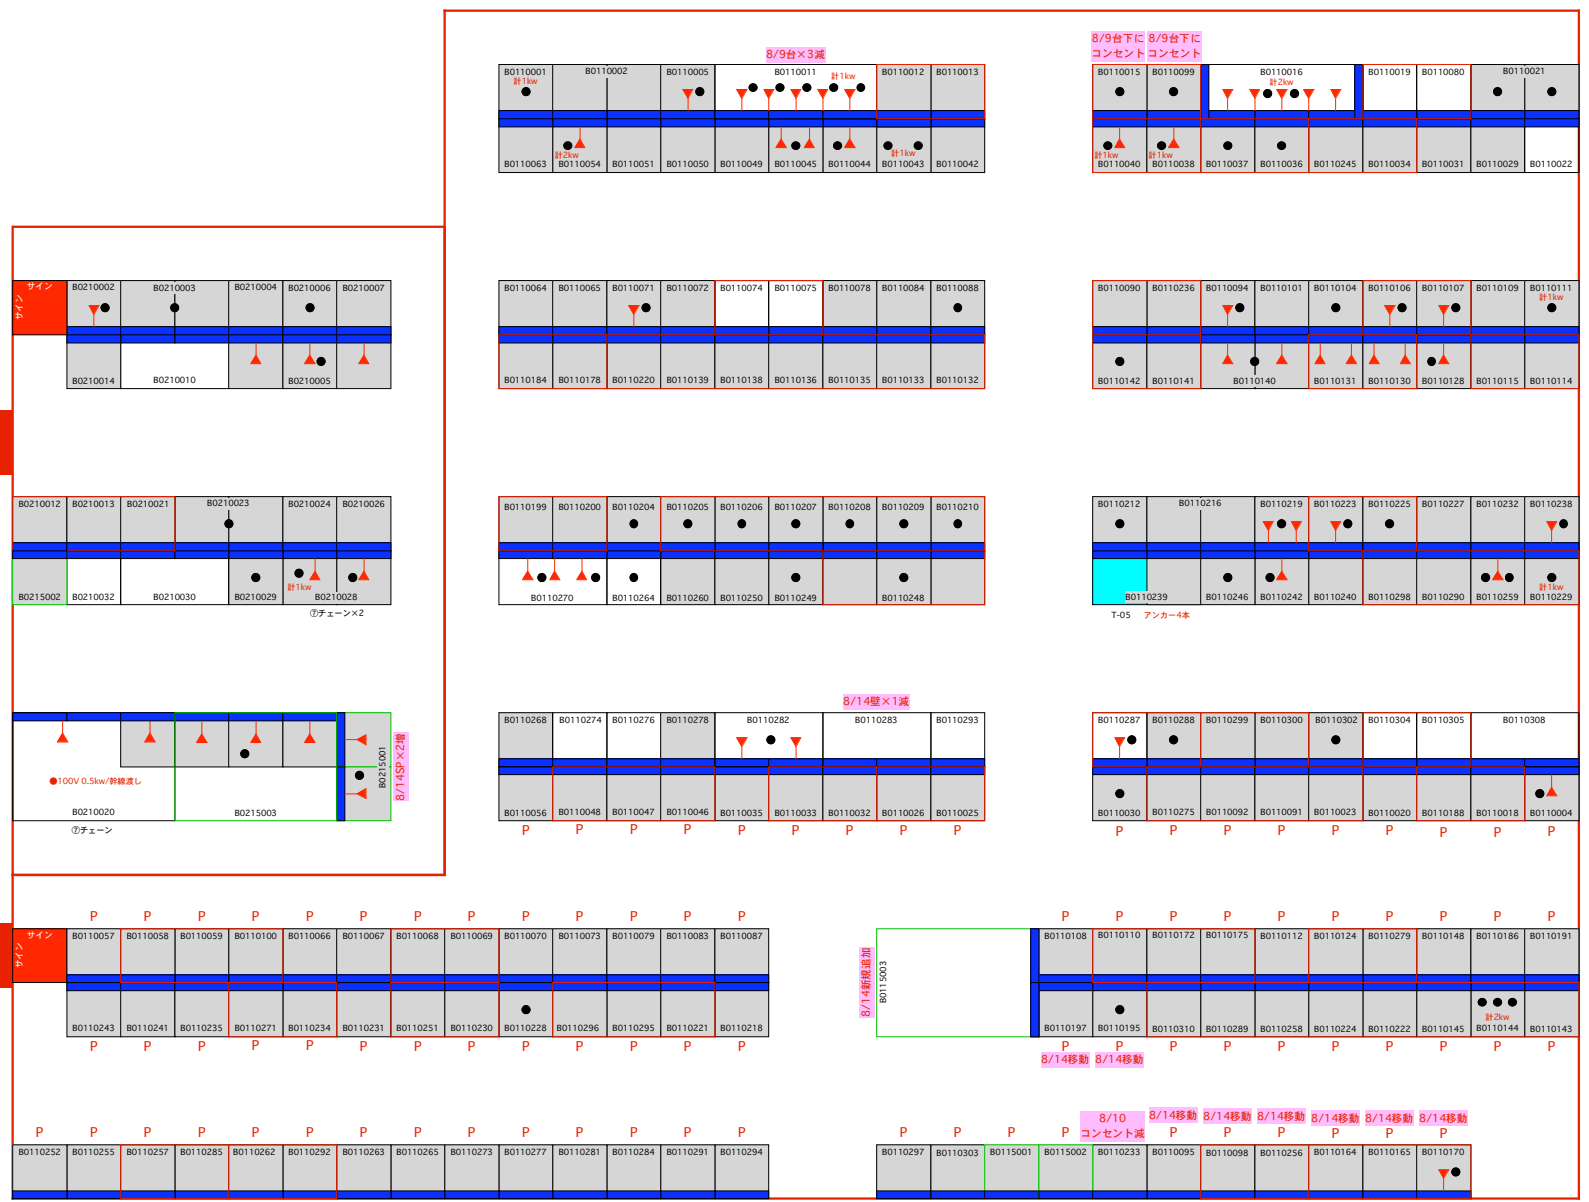 8/9台×3減
8/9台下に
コンセント
8/9台下に
コンセント
B0110001
計1kw
B0110002
B0110005
B0110011
計1kw
B0110012
B0110013
B0110015
B0110099
B0110016
計2kw
B0110019
B0110080
B0110021
B0110063
計2kw
B0110054
B0110051
B0110050
B0110049
B0110045
B0110044
計1kw
B0110043
B0110042
計1kw
B0110040
計1kw
B0110038
B0110037
B0110036
B0110245
B0110034
B0110031
B0110029
B0110022
サイン
サイン
B0210002
B0210003
B0210004
B0210006
B0210007
B0110064
B0110065
B0110071
B0110072
B0110074
B0110075
B0110078
B0110084
B0110088
B0110090
B0110236
B0110094
B0110101
B0110104
B0110106
B0110107
B0110109
B0110111
計1kw
B0210014
B0210010
B0210005
B0110184
B0110178
B0110220
B0110139
B0110138
B0110136
B0110135
B0110133
B0110132
B0110142
B0110141
B0110140
B0110131
B0110130
B0110128
B0110115
B0110114
B0210012
B0210013
B0210021
B0210023
B0210024
B0210026
B0110199
B0110200
B0110204
B0110205
B0110206
B0110207
B0110208
B0110209
B0110210
B0110212
B0110216
B0110219
B0110223
B0110225
B0110227
B0110232
B0110238
B0215002
B0210032
B0210030
B0210029
計1kw
B0210028
⑦チェーン×2
B0110270
B0110264
B0110260
B0110250
B0110249
B0110248
B0110239
B0110246
B0110242
B0110240
B0110298
B0110290
B0110259
計1kw
B0110229
T-05 アンカー4本
8/14壁×1減
●100V 0.5kw/幹線渡し
B0210020
⑦チェーン
B0215003
B0215001
8/14SP×2増
B0110268
B0110274
B0110276
B0110278
B0110282
B0110283
B0110293
B0110287
B0110288
B0110299
B0110300
B0110302
B0110304
B0110305
B0110308
B0110056
B0110048
B0110047
B0110046
B0110035
B0110033
B0110032
B0110026
B0110025
B0110030
B0110275
B0110092
B0110091
B0110023
B0110020
B0110188
B0110018
B0110004
P P P P P P P P P P P P P P P P P P
P P P P P P P P P P P P P P P P P P P P P P P
サイン
サイン
B0110057
B0110058
B0110059
B0110100
B0110066
B0110067
B0110068
B0110069
B0110070
B0110073
B0110079
B0110083
B0110087
8/14新規追加
B0115003
B0110108
B0110110
B0110172
B0110175
B0110112
B0110124
B0110279
B0110148
B0110186
B0110191
B0110243
B0110241
B0110235
B0110271
B0110234
B0110231
B0110251
B0110230
B0110228
B0110296
B0110295
B0110221
B0110218
B0110197
B0110195
B0110310
B0110289
B0110258
B0110224
B0110222
B0110145
計2kw
B0110144
B0110143
P P P P P P P P P P P P P P P P P P P P P P P
8/14移動
8/14移動
8/10
コンセント減
8/14移動
8/14移動
8/14移動
8/14移動
8/14移動
8/14移動
P P P P P P P P P P P P P P P P P P P P P P P P
B0110252
B0110255
B0110257
B0110285
B0110262
B0110292
B0110263
B0110265
B0110273
B0110277
B0110281
B0110284
B0110291
B0110294
B0110297
B0110303
B0115001
B0115002
B0110233
B0110095
B0110098
B0110256
B0110164
B0110165
B0110170